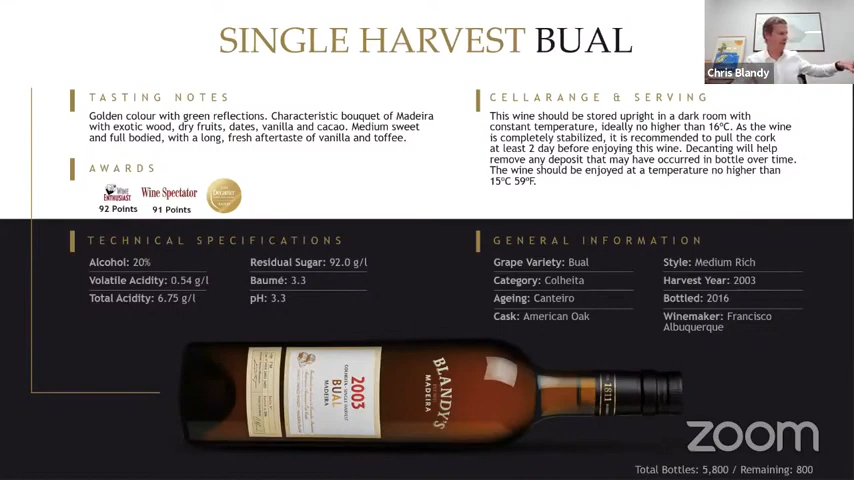 SINGLE HARVEST BUAL
Chris Blandy
TASTING NOTES
Golden colour with green reflections. Characteristic bouquet of Madeira
with exotic wood, dry fruits, dates, vanilla and cacao. Medium sweet
and full bodied, with a long, fresh aftertaste of vanilla and toffee.
AWARDS
WINE ENTHUSIAST
92 Points
Wine Spectator
91 Points
CELLARANGE & SERVING
This wine should be stored upright in a dark room with
constant temperature, ideally no higher than 16ºC. As the wine
is completely stabilized, it is recommended to pull the cork
at least 2 day before enjoying this wine. Decanting will help
remove any deposit that may have occurred in bottle over time.
The wine should be enjoyed at a temperature no higher than
15ºC 59ºF.
TECHNICAL SPECIFICATIONS
Alcohol: 20%
Volatile Acidity: 0.54 g/l
Total Acidity: 6.75 g/l
Residual Sugar: 92.0 g/l
Baumé: 3.3
pH: 3.3
GENERAL INFORMATION
Grape Variety: Bual
Category: Colheita
Ageing: Canteiro
Cask: American Oak
Style: Medium Rich
Harvest Year: 2003
Bottled: 2016
Winemaker: Francisco
Albuquerque
2003
COLHEITA · SINGLE HARVEST
BUAL
MADEIRA
BLANDY'S
MADEIRA
1811
zoom
Total Bottles: 5,800 / Remaining: 800